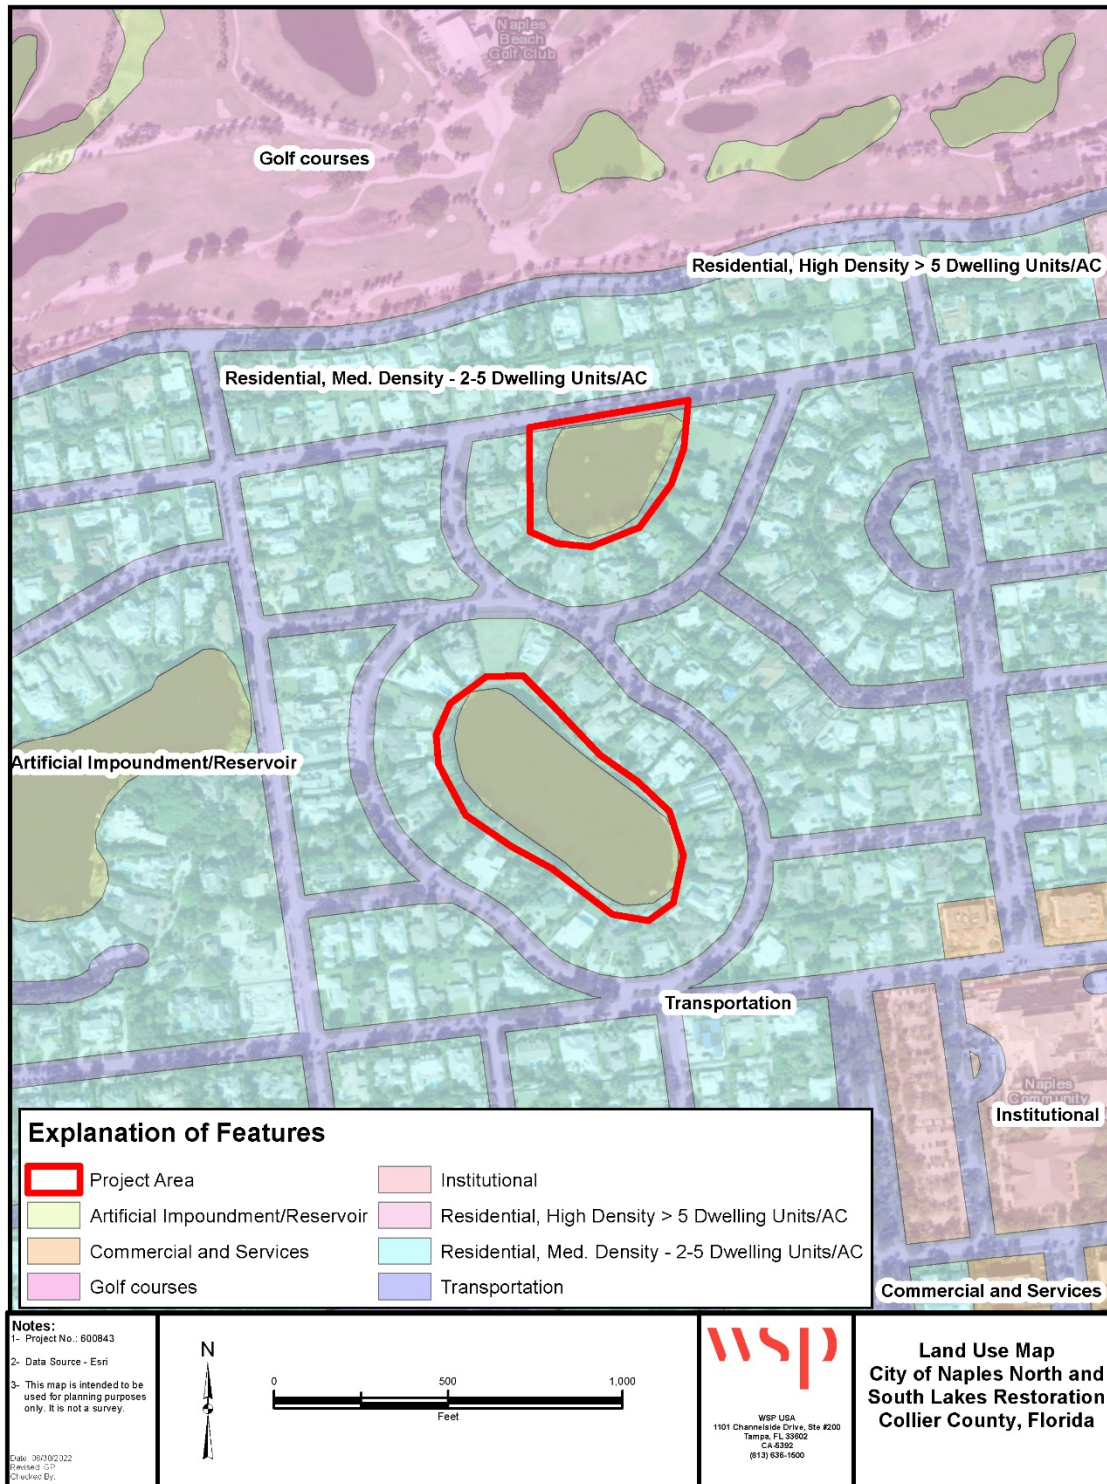 Naples
Beach
Golf Club
Golf courses
Residential, High Density > 5 Dwelling Units/AC
Residential, Med. Density - 2-5 Dwelling Units/AC
Artificial Impoundment/Reservoir
Transportation
Naples
Community
Institutional
Commercial and Services
Explanation of Features
Project Area
Artificial Impoundment/Reservoir
Commercial and Services
Golf courses
Institutional
Residential, High Density > 5 Dwelling Units/AC
Residential, Med. Density - 2-5 Dwelling Units/AC
Transportation
Notes:
1- Project No.: 600843
2- Data Source - Esri
3- This map is intended to be
used for planning purposes
only. It is not a survey.
Date: 08/30/2022
Revised: GP
Checked By:
N
0 500 1,000
Feet
wsp
WSP USA
1101 Channelside Drive, Ste #200
Tampa, FL 33602
CA-5392
(813) 636-1500
Land Use Map
City of Naples North and
South Lakes Restoration
Collier County, Florida